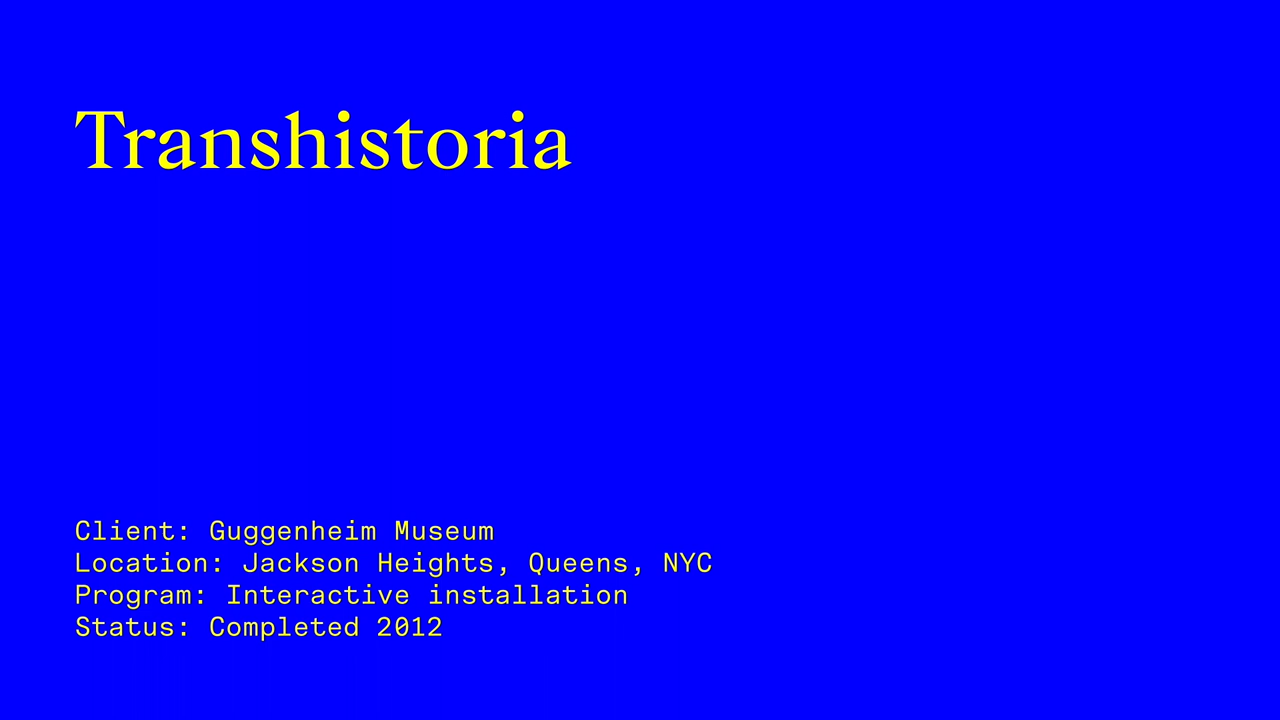 Transhistoria
Client: Guggenheim Museum
Location: Jackson Heights, Queens, NYC
Program: Interactive installation
Status: Completed 2012